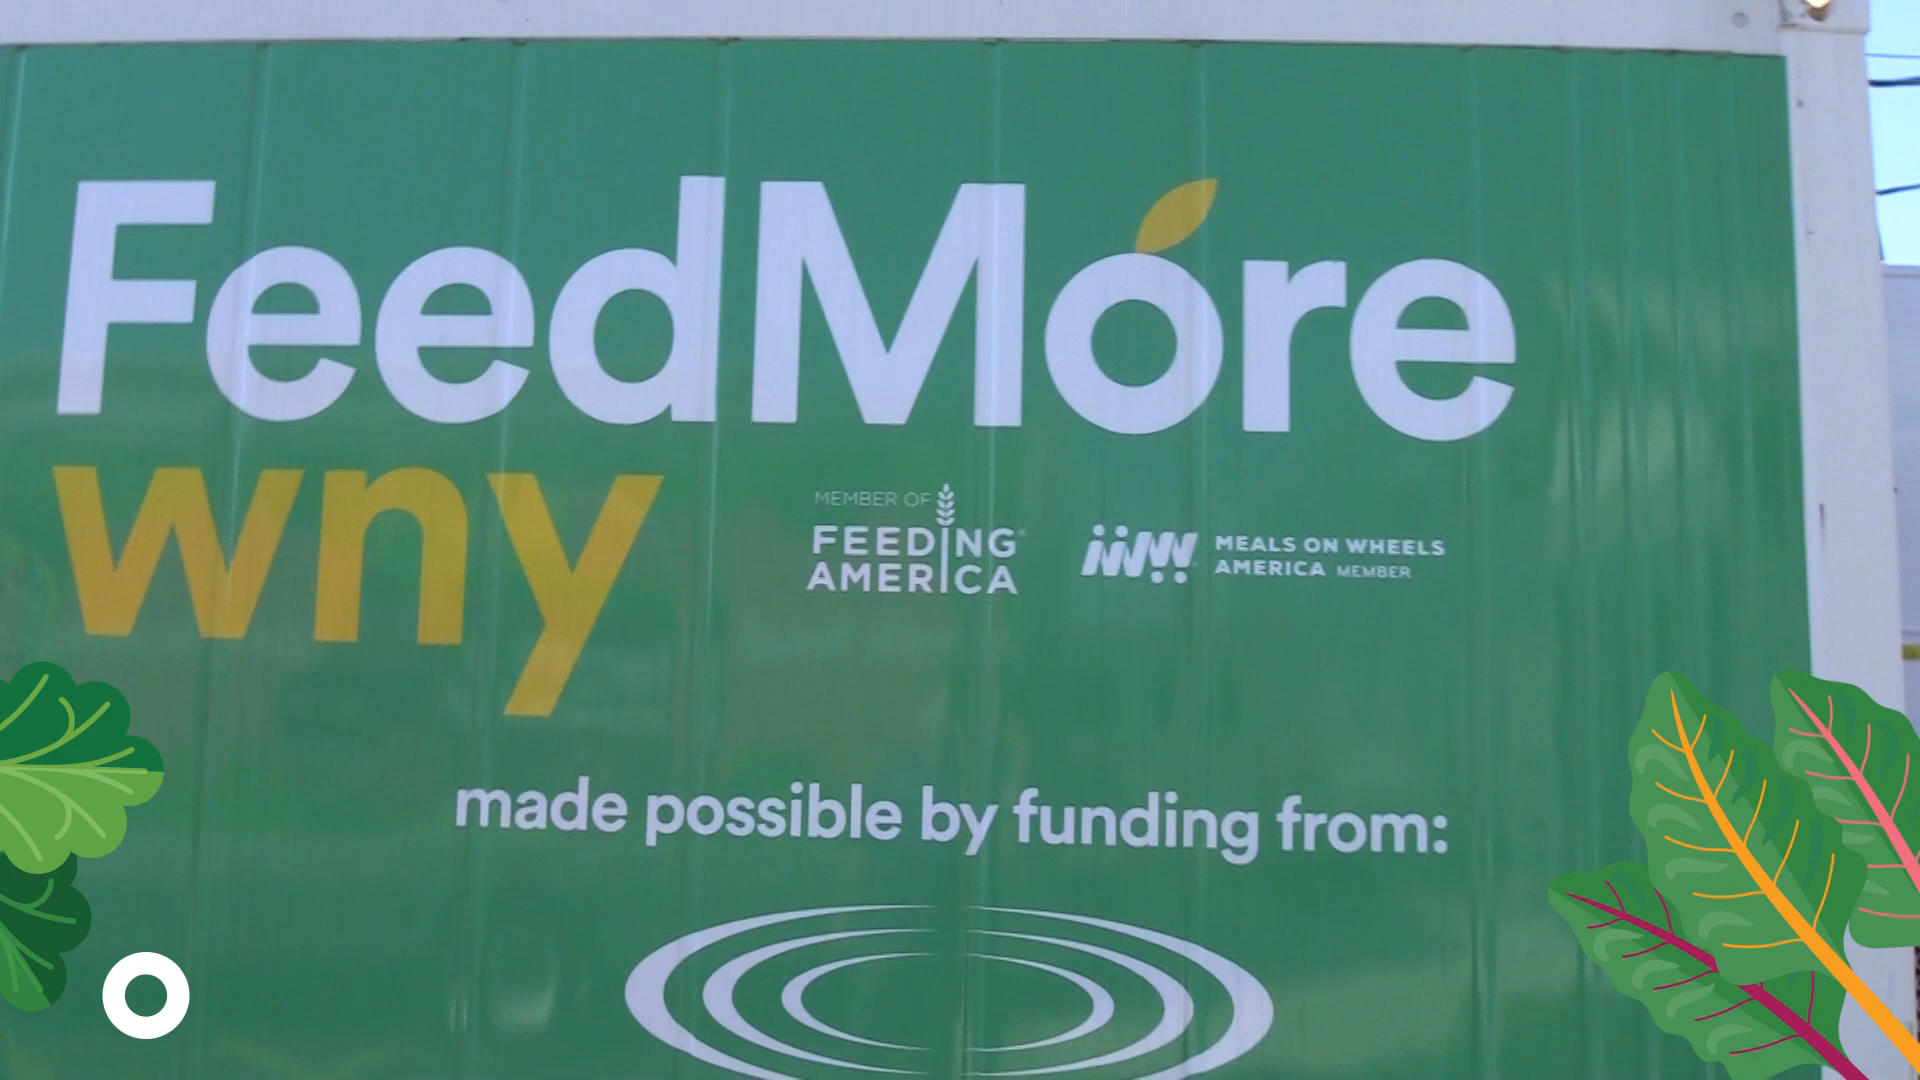 FeedMore
wny
MEMBER OF
FEEDING®
AMERICA
MEALS ON WHEELS
AMERICA MEMBER
made possible by funding from: